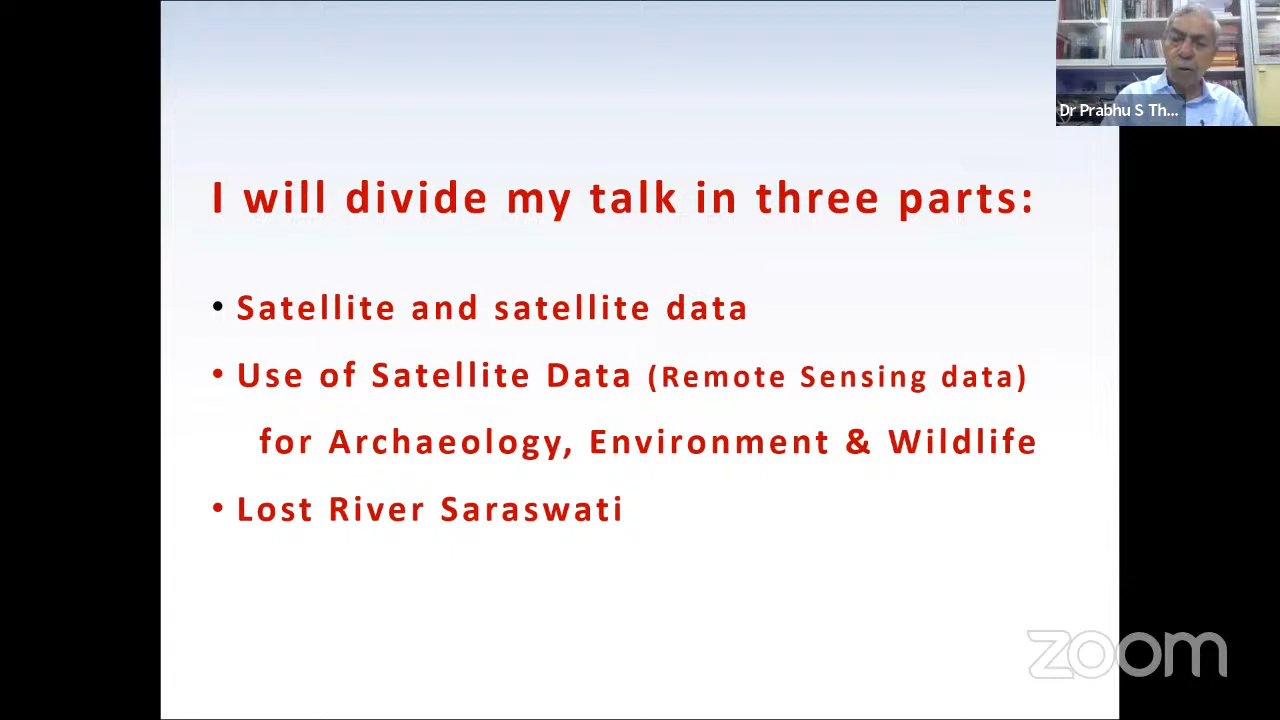 Dr Prabhu S Th...
I will divide my talk in three parts:
• Satellite and satellite data
• Use of Satellite Data (Remote Sensing data)
for Archaeology, Environment & Wildlife
• Lost River Saraswati
zoom